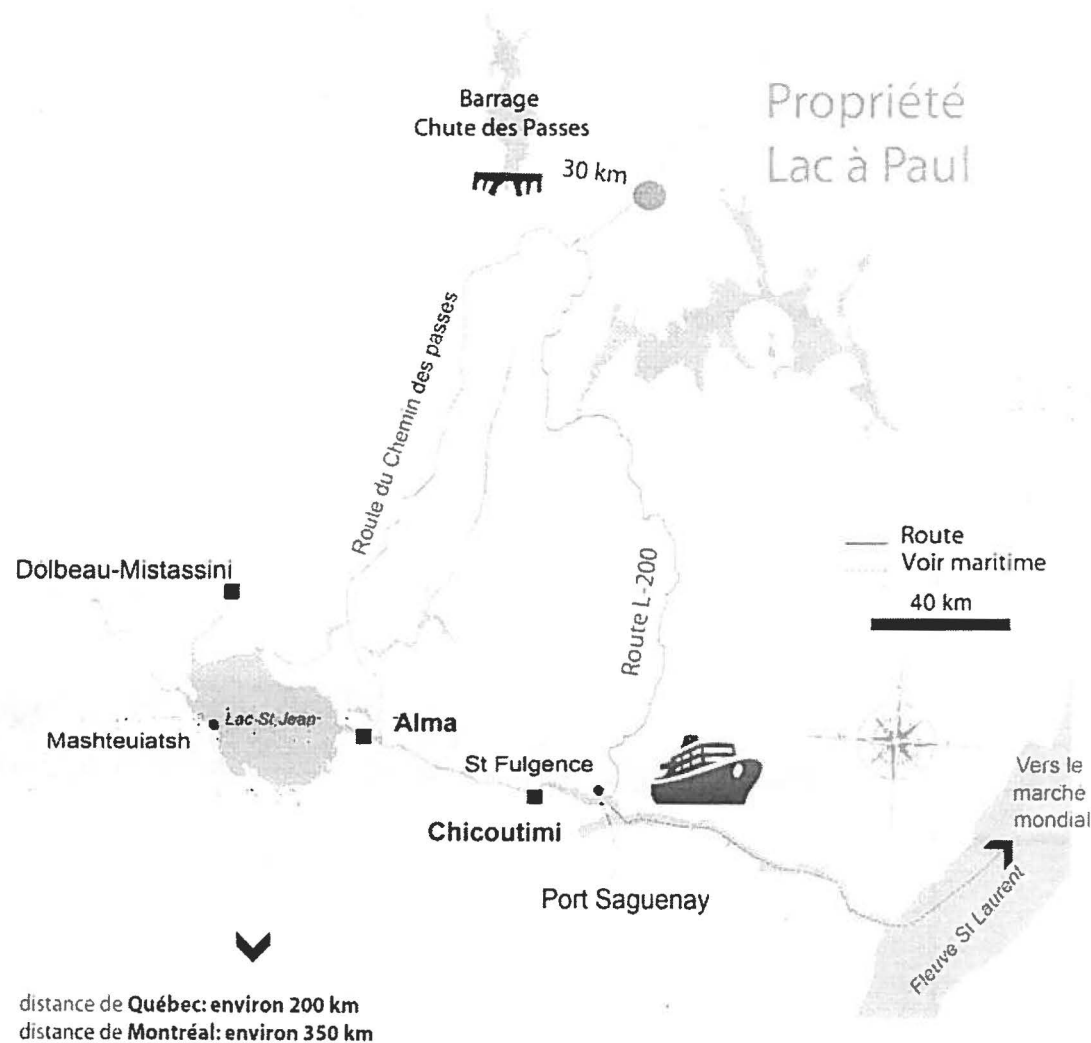 Barrage
Chute des Passes
30 km
Propriété
Lac à Paul
Route du Chemin des passes
Route L-200
Route
Voir maritime
40 km
Dolbeau-Mistassini
Mashteuiatsh
Lac-St-Jean
Alma
St Fulgence
Chicoutimi
Port Saguenay
Vers le
marché
mondial
Fleuve St Laurent
distance de Québec: environ 200 km
distance de Montréal: environ 350 km